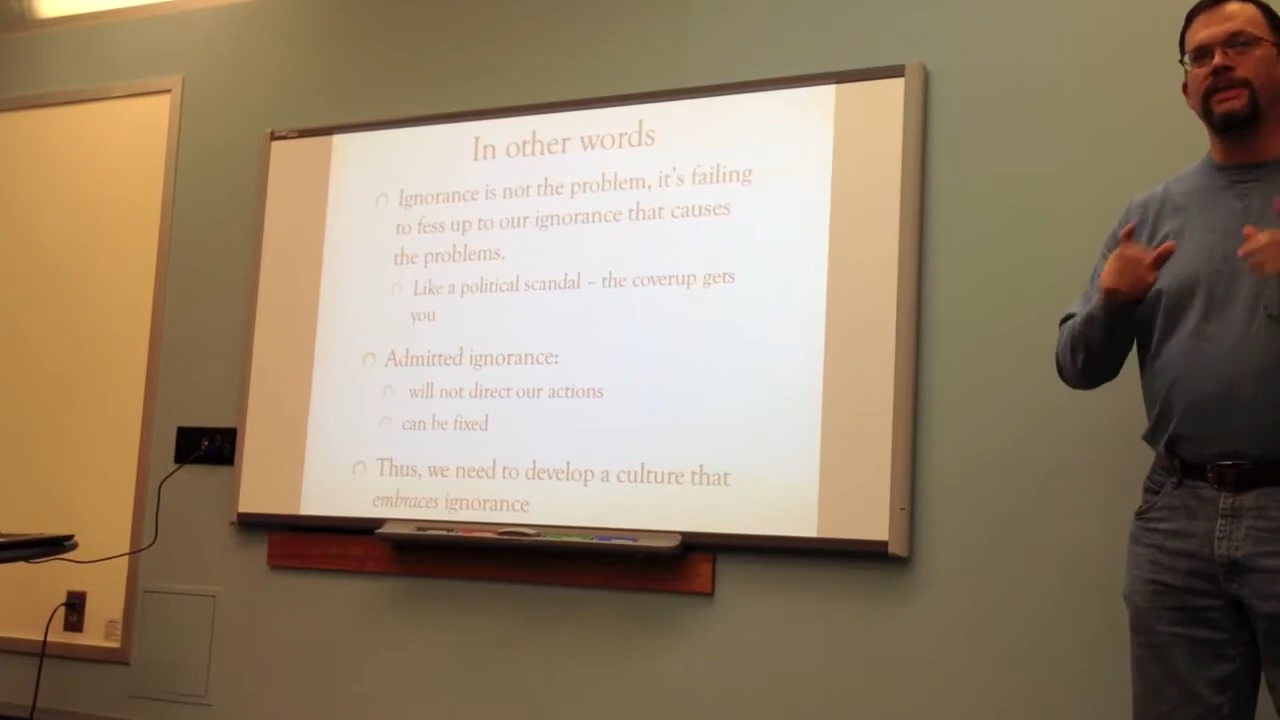 In other words
Ignorance is not the problem, it's failing
to fess up to our ignorance that causes
the problems.
Like a political scandal – the coverup gets
you
Admitted ignorance:
will not direct our actions
can be fixed
Thus, we need to develop a culture that
embraces ignorance